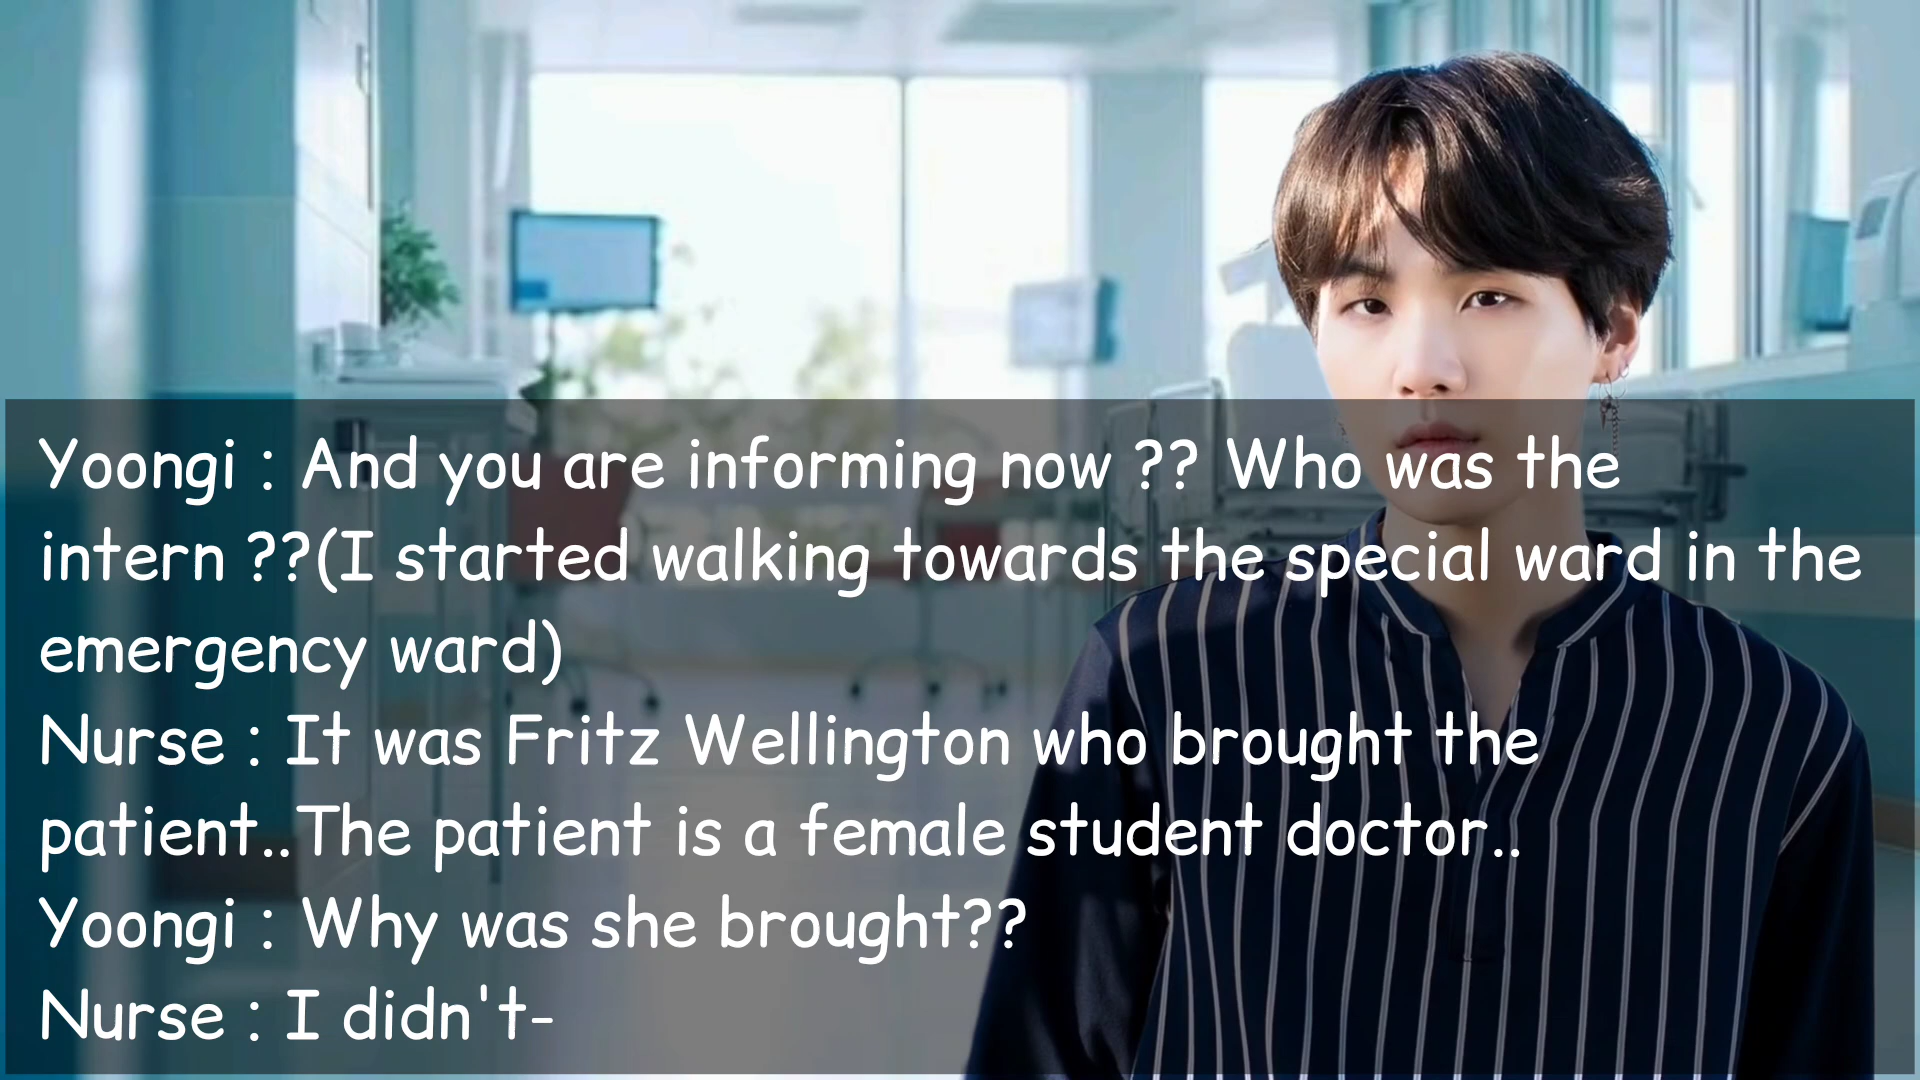 Yoongi : And you are informing now ?? Who was the
intern ??(I started walking towards the special ward in the
emergency ward)
Nurse : It was Fritz Wellington who brought the
patient..The patient is a female student doctor..
Yoongi : Why was she brought??
Nurse : I didn't-